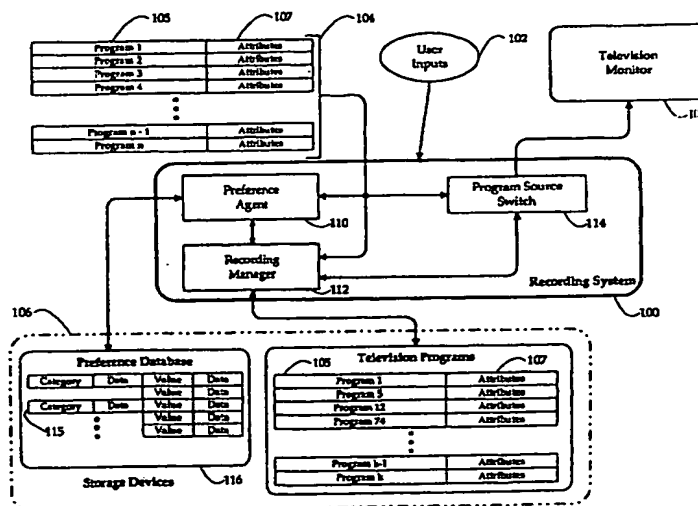 105
107
104
Program 1 Attributes
Program 2 Attributes
Program 3 Attributes
Program 4 Attributes
Program n - 1 Attributes
Program n Attributes
User
Inputs
102
Television
Monitor
Preference
Agent
110
Program Source
Switch
114
Recording
Manager
112
Recording System
100
106
Preference Database
Category Data Value Data
Value Data
Category Data Value Data
Value Data
Value Data
115
116
Storage Devices
Television Programs
105
107
Program 1 Attributes
Program 5 Attributes
Program 12 Attributes
Program 74 Attributes
Program h-1 Attributes
Program h Attributes